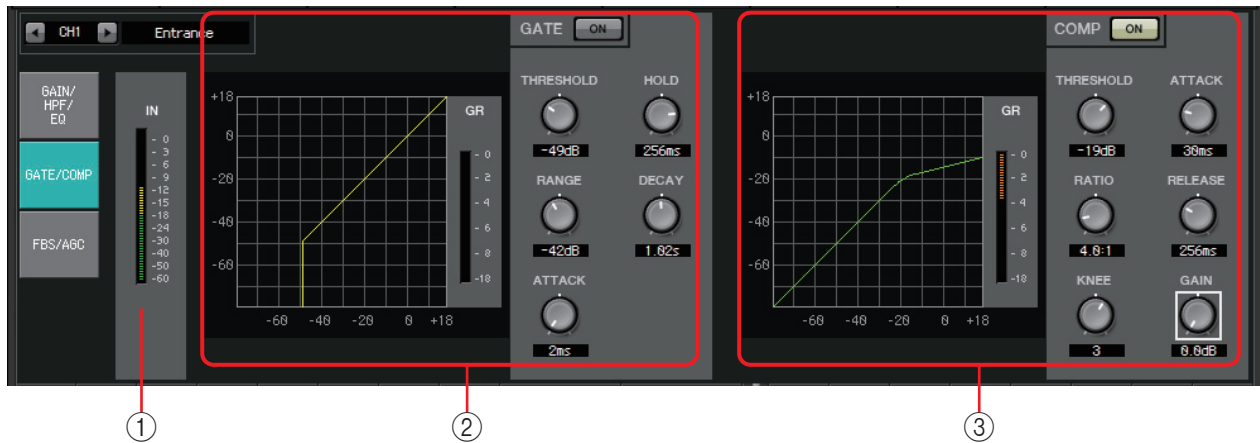 CH1 Entrance
GAIN/
HPF/
EQ
GATE/COMP
FBS/AGC
IN
0
3
6
9
-12
-15
-18
-24
-30
-40
-50
-60
GATE ON
+18
0
-20
-40
-60
-60 -40 -20 0 +18
GR
0
2
4
6
8
-18
THRESHOLD HOLD
-49dB 256ms
RANGE DECAY
-42dB 1.02s
ATTACK
2ms
COMP ON
+18
0
-20
-40
-60
-60 -40 -20 0 +18
GR
0
2
4
6
8
-18
THRESHOLD ATTACK
-19dB 30ms
RATIO RELEASE
4.0:1 256ms
KNEE GAIN
3 0.0dB
1 2 3